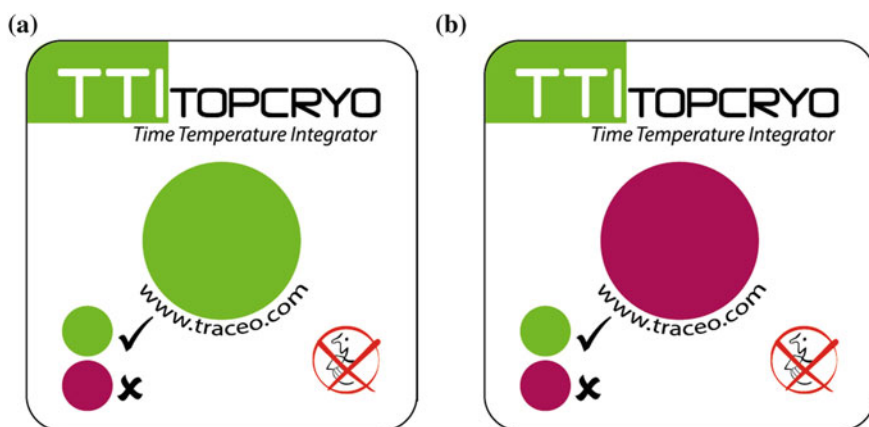 (a)
TTI TOPCRYO
Time Temperature Integrator
www.traceo.com
(b)
TTI TOPCRYO
Time Temperature Integrator
www.traceo.com